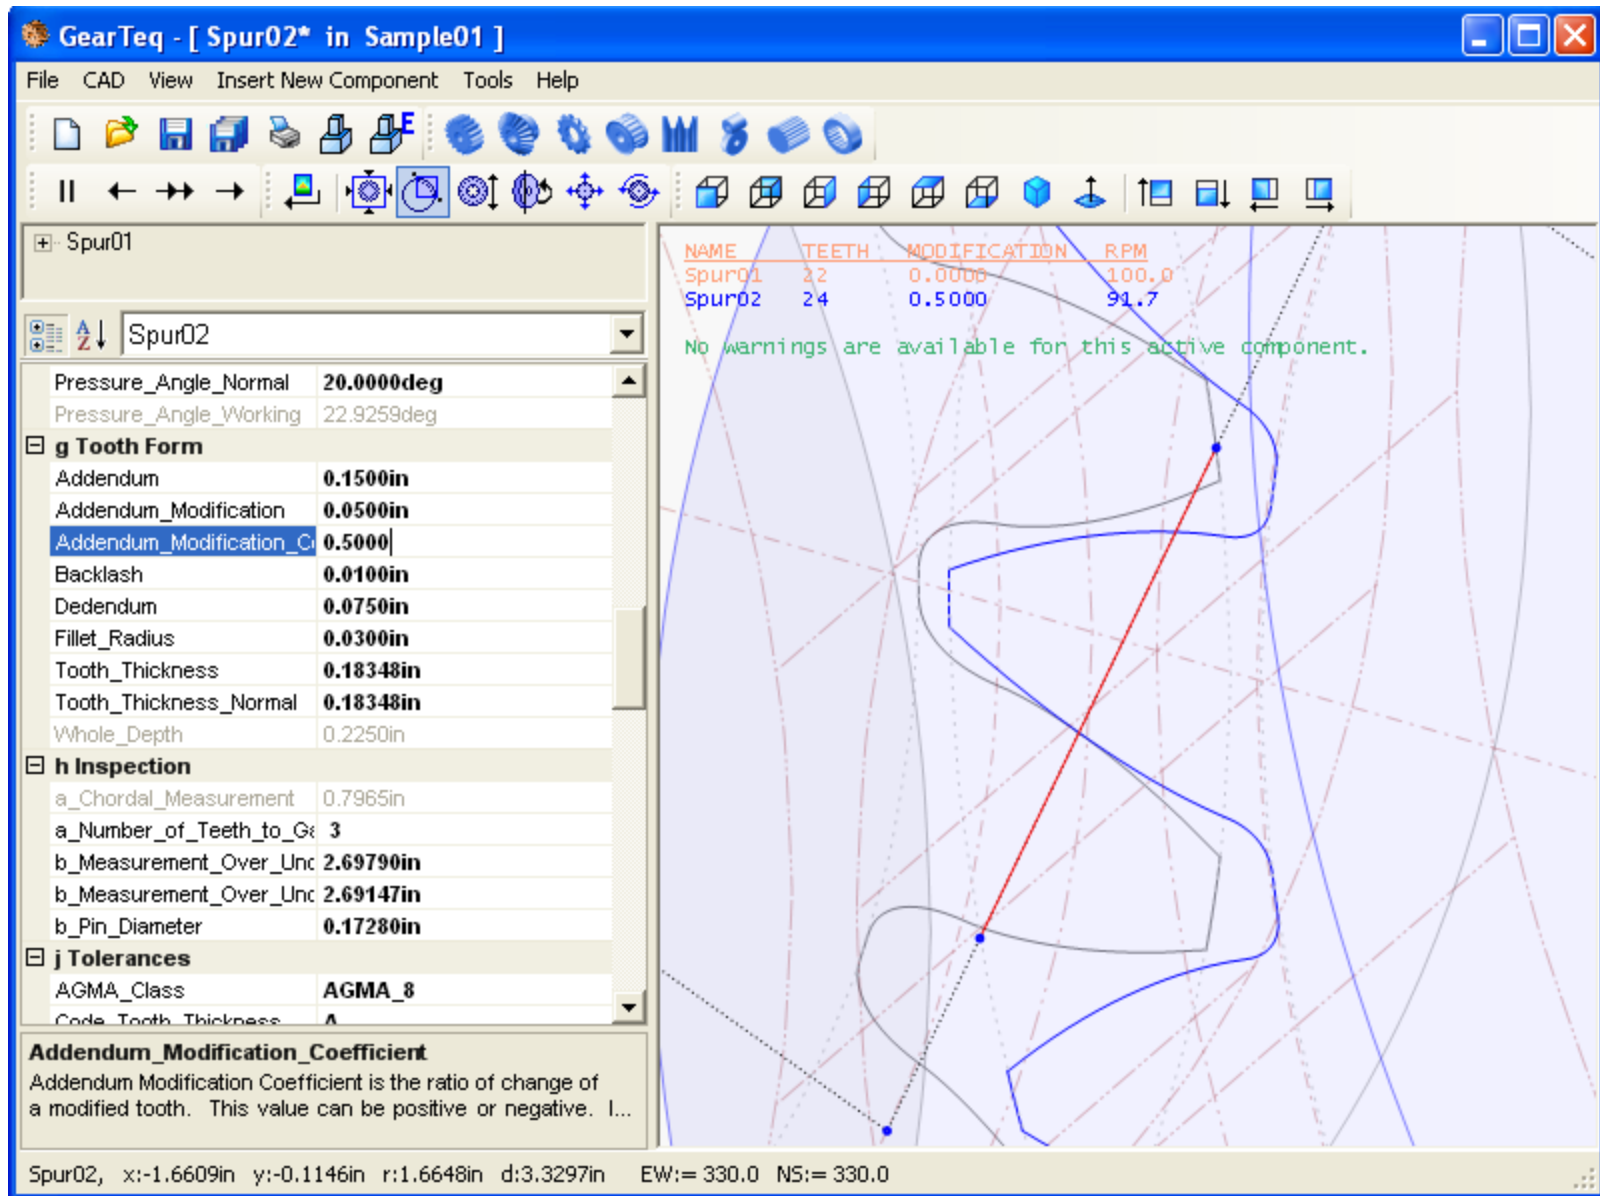 GearTeq - [ Spur02* in Sample01 ]
File CAD View Insert New Component Tools Help
E
Spur01
A Z Spur02
Pressure_Angle_Normal 20.0000deg
Pressure_Angle_Working 22.9259deg
g Tooth Form
Addendum 0.1500in
Addendum_Modification 0.0500in
Addendum_Modification_C 0.5000
Backlash 0.0100in
Dedendum 0.0750in
Fillet_Radius 0.0300in
Tooth_Thickness 0.18348in
Tooth_Thickness_Normal 0.18348in
Whole_Depth 0.2250in
h Inspection
a_Chordal_Measurement 0.7965in
a_Number_of_Teeth_to_Ga 3
b_Measurement_Over_Unc 2.69790in
b_Measurement_Over_Unc 2.69147in
b_Pin_Diameter 0.17280in
j Tolerances
AGMA_Class AGMA_8
Code_Tooth_Thickness A
Addendum_Modification_Coefficient
Addendum Modification Coefficient is the ratio of change of
a modified tooth. This value can be positive or negative. I...
NAME TEETH MODIFICATION RPM
Spur01 22 0.0000 100.0
Spur02 24 0.5000 91.7
No warnings are available for this active component.
Spur02, x:-1.6609in y:-0.1146in r:1.6648in d:3.3297in EW:= 330.0 NS:= 330.0